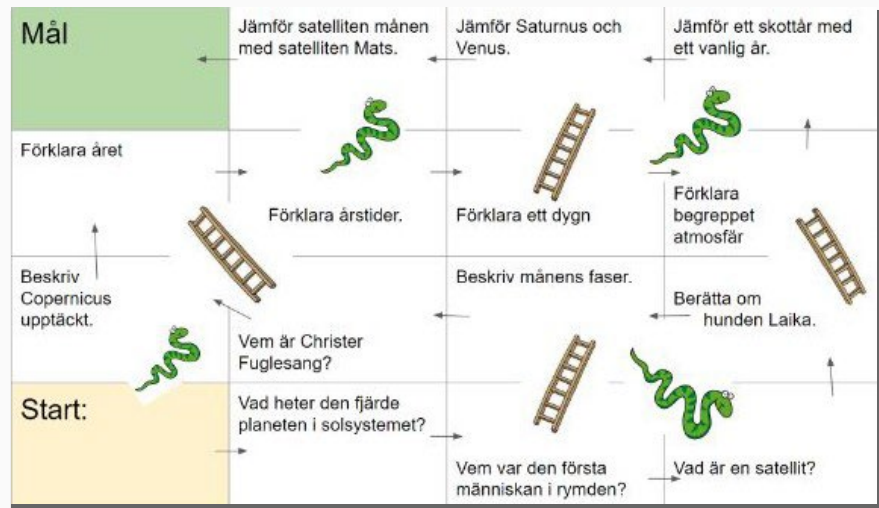 Mål
Jämför satelliten månen
med satelliten Mats.
Jämför Saturnus och
Venus.
Jämför ett skottår med
ett vanlig år.
Förklara året
Förklara årstider.
Förklara ett dygn
Förklara
begreppet
atmosfär
Beskriv
Copernicus
upptäckt.
Vem är Christer
Fuglesang?
Beskriv månens faser.
Berätta om
hunden Laika.
Start:
Vad heter den fjärde
planeten i solsystemet?
Vem var den första
människan i rymden?
Vad är en satellit?